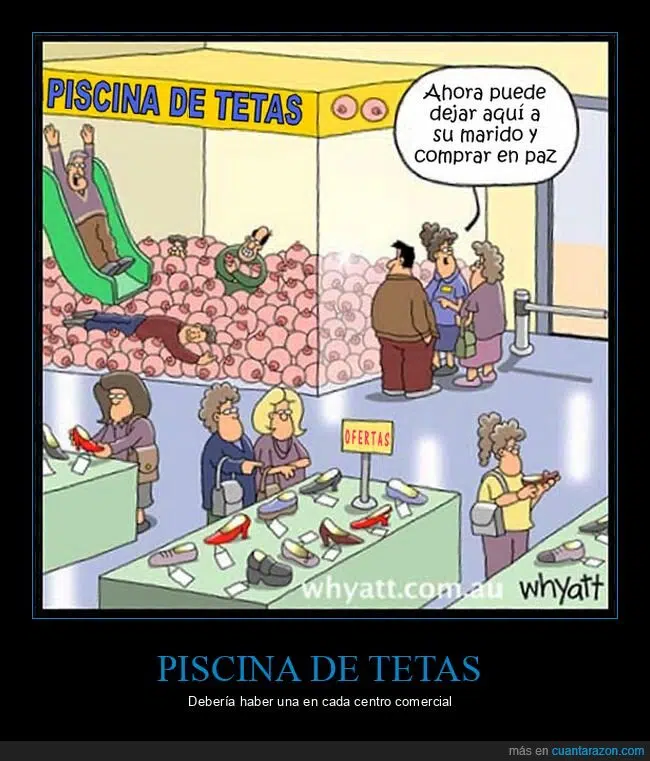 PISCINA DE TETAS
Ahora puede
dejar aquí a
su marido y
comprar en paz
OFERTAS
whyatt.com.au
whyatt
PISCINA DE TETAS
Debería haber una en cada centro comercial
más en cuantarazon.com